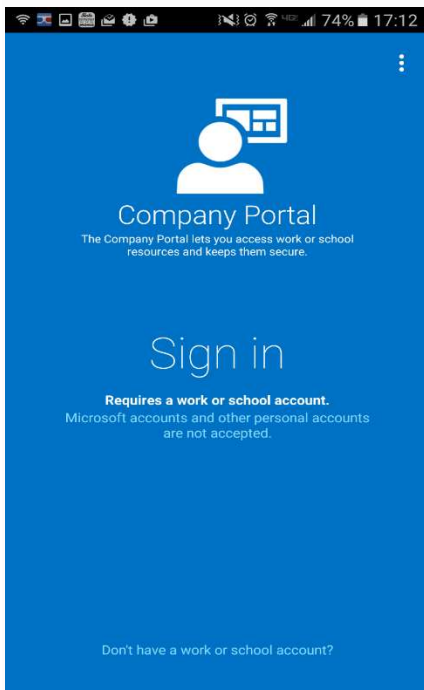 74% 17:12
Company Portal
The Company Portal lets you access work or school
resources and keeps them secure.
Sign in
Requires a work or school account.
Microsoft accounts and other personal accounts
are not accepted.
Don't have a work or school account?